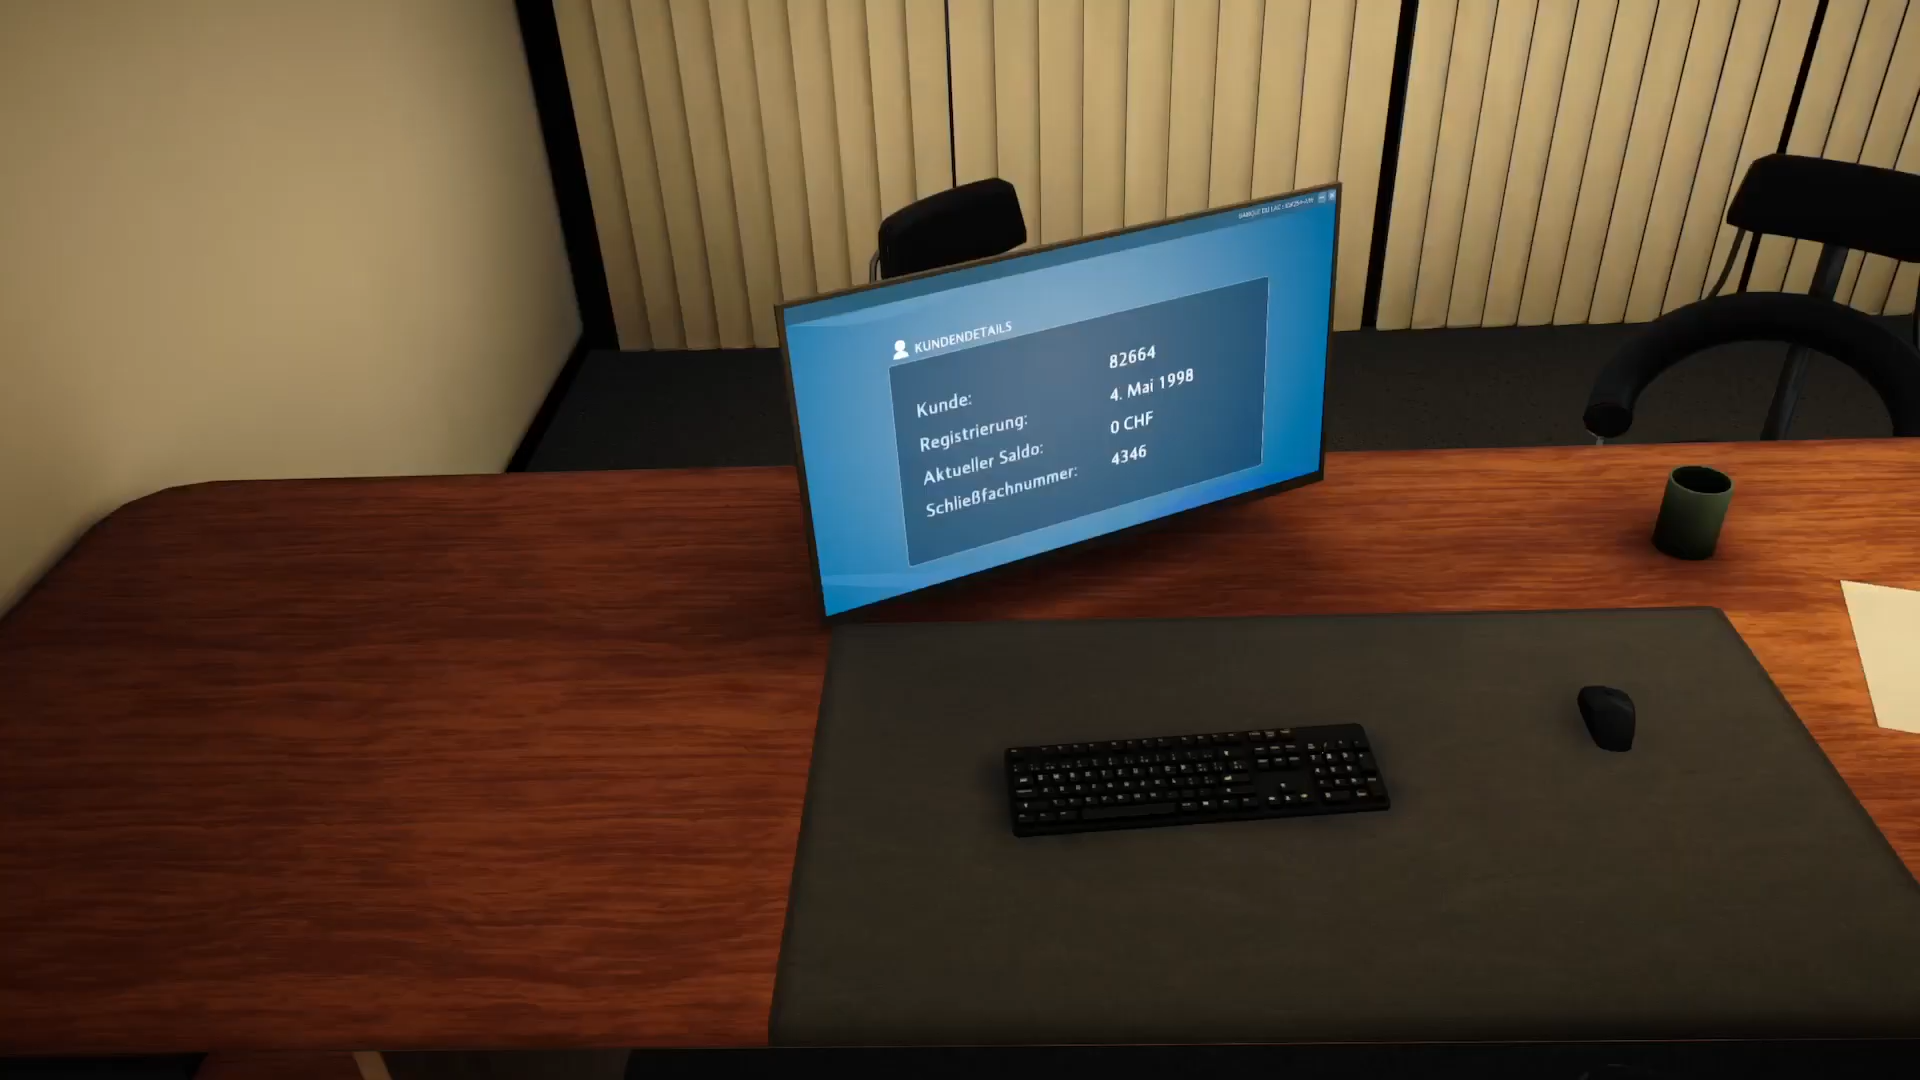 KUNDENDETAILS
Kunde: 82664
Registrierung: 4. Mai 1998
Aktueller Saldo: 0 CHF
Schließfachnummer: 4346